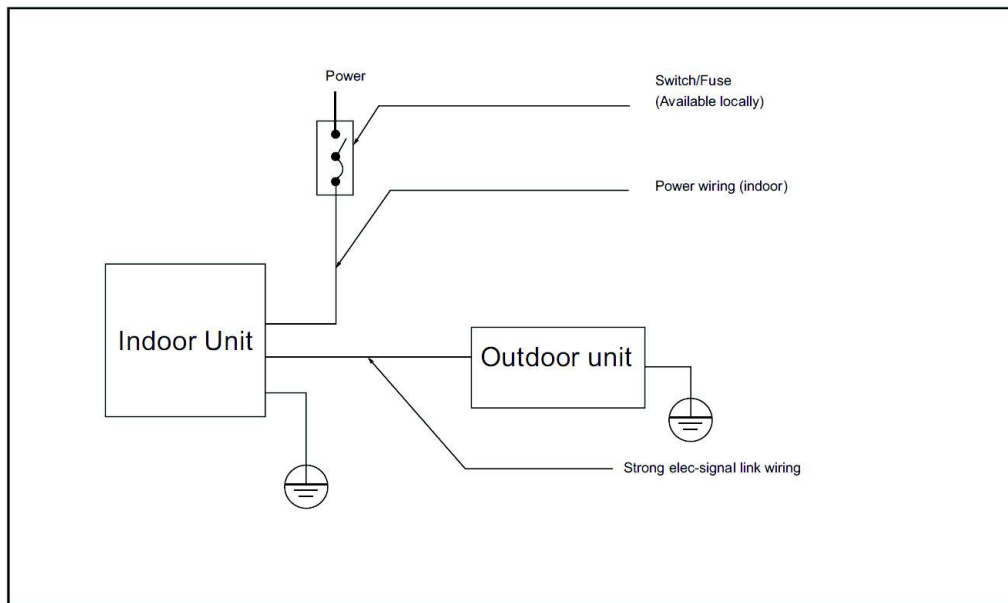 Power
Switch/Fuse
(Available locally)
Power wiring (indoor)
Indoor Unit
Outdoor unit
Strong elec-signal link wiring